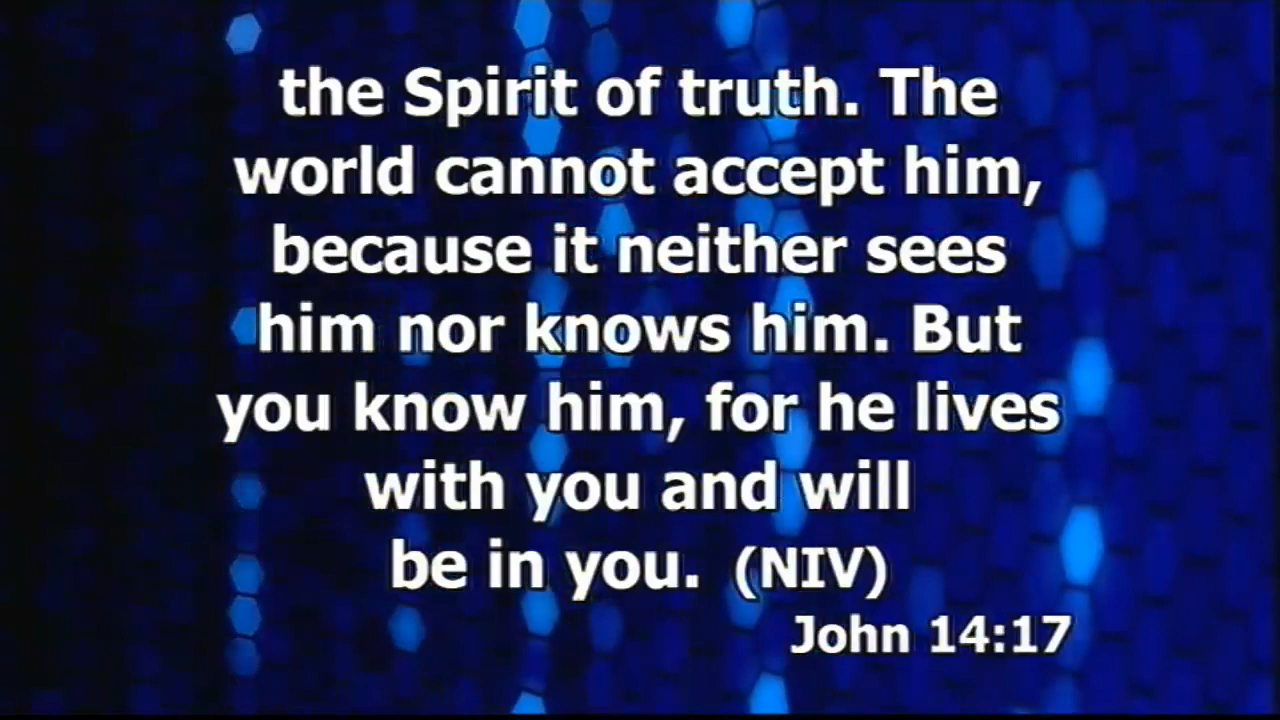 the Spirit of truth. The
world cannot accept him,
because it neither sees
him nor knows him. But
you know him, for he lives
with you and will
be in you. (NIV)
John 14:17